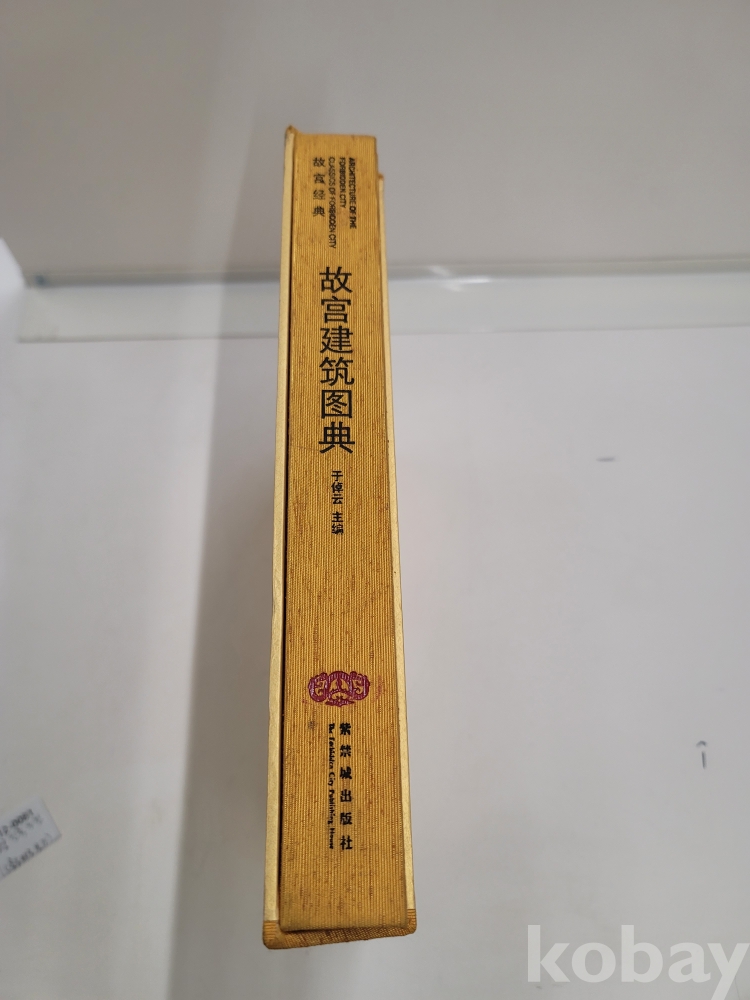 ARCHITECTURE OF THE
FORBIDDEN CITY
CLASSICS OF FORBIDDEN CITY
故宫经典
故宫建筑图典
于倬云 主编
紫禁城出版社
The Forbidden City Publishing House
kobay